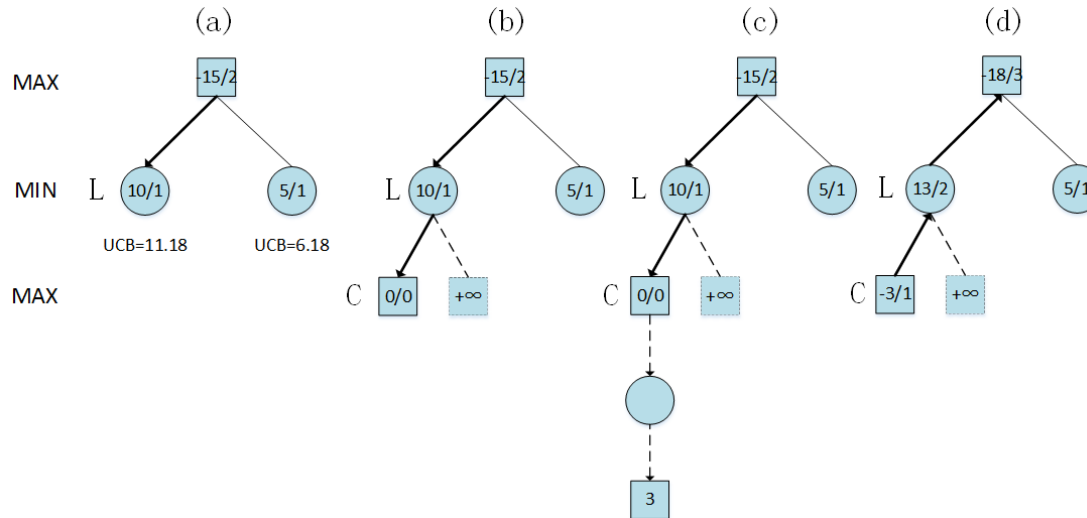 (a) (b) (c) (d)
MAX -15/2 -15/2 -15/2 -18/3
MIN L 10/1 5/1 L 10/1 5/1 L 10/1 5/1 L 13/2 5/1
UCB=11.18 UCB=6.18
MAX C 0/0 +∞ C 0/0 +∞ C -3/1 +∞
3